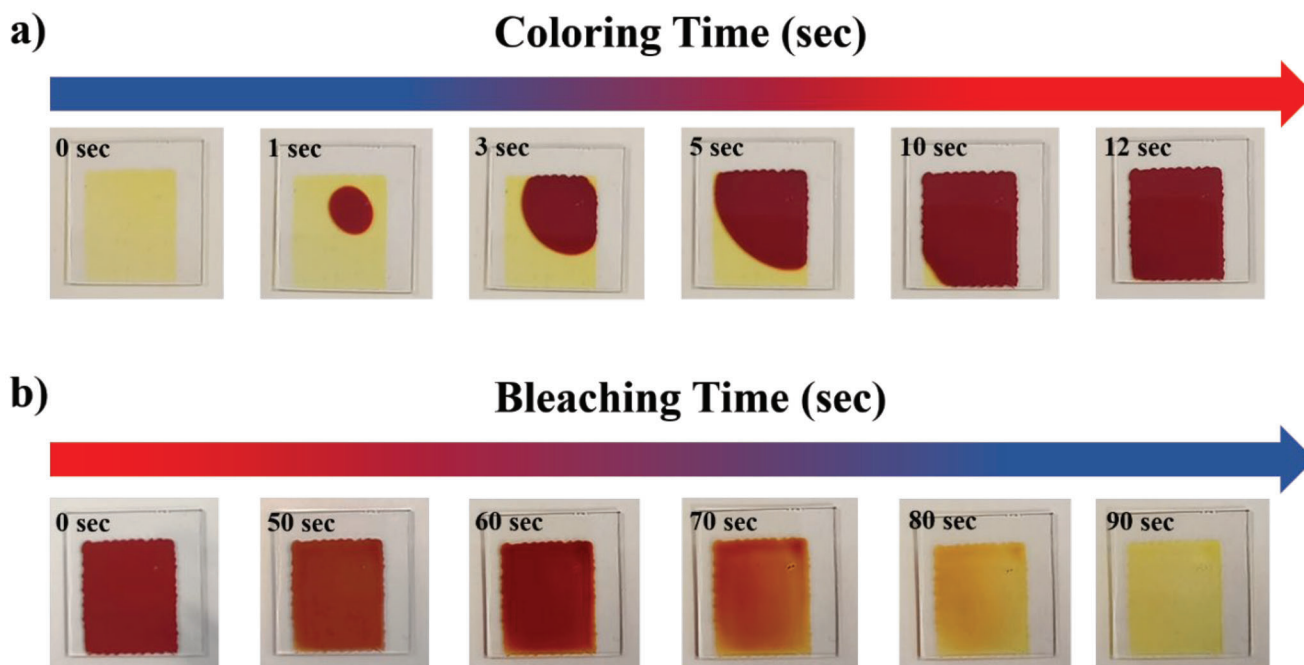 a)
Coloring Time (sec)
0 sec
1 sec
3 sec
5 sec
10 sec
12 sec
b)
Bleaching Time (sec)
0 sec
50 sec
60 sec
70 sec
80 sec
90 sec